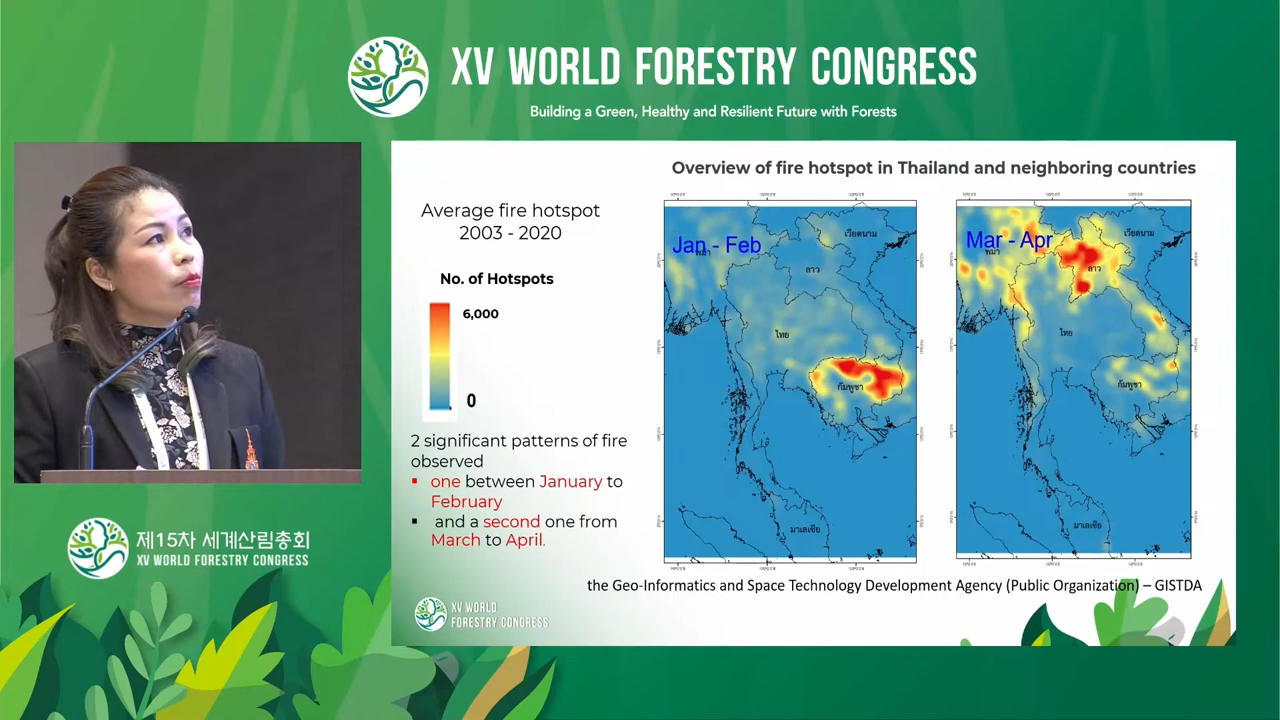 XV WORLD FORESTRY CONGRESS
Building a Green, Healthy and Resilient Future with Forests
Overview of fire hotspot in Thailand and neighboring countries
Average fire hotspot
2003 - 2020
No. of Hotspots
6,000
0
2 significant patterns of fire
observed
one between January to
February
and a second one from
March to April.
Jan - Feb
พม่า
เวียดนาม
ลาว
ไทย
กัมพูชา
มาเลเซีย
Mar - Apr
พม่า
เวียดนาม
ลาว
ไทย
กัมพูชา
มาเลเซีย
the Geo-Informatics and Space Technology Development Agency (Public Organization) – GISTDA
XV WORLD
FORESTRY CONGRESS
제15차 세계산림총회
XV WORLD FORESTRY CONGRESS